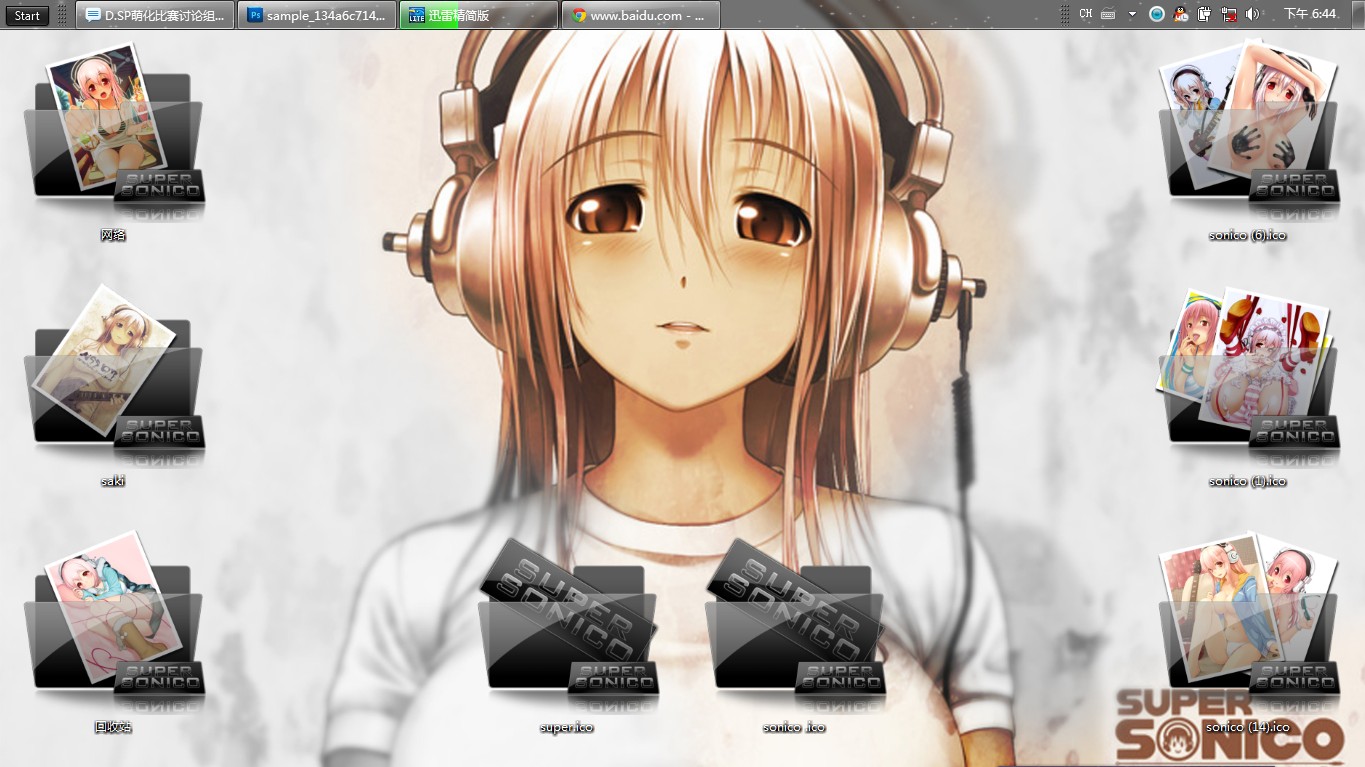 Start
D.SP萌化比赛讨论组...
sample_134a6c714...
迅雷精简版
www.baidu.com - ...
CH
下午 6:44
SUPER
SONICO
网络
SUPER
SONICO
sonico (6).ico
SUPER
SONICO
saki
SUPER
SONICO
sonico (1).ico
SUPER
SONICO
回收站
SUPER
SONICO
SUPER
SONICO
super.ico
SUPER
SONICO
SUPER
SONICO
sonico .ico
SUPER
SONICO
sonico (14).ico
SUPER
SONICO